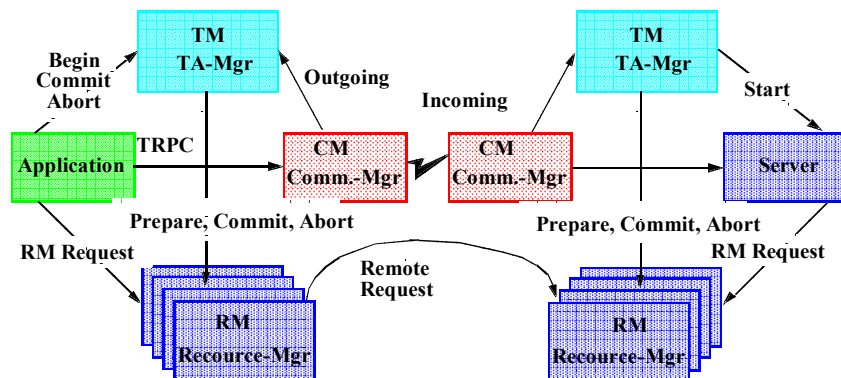 TM
TA-Mgr
TM
TA-Mgr
Begin
Commit
Abort
Outgoing
Incoming
Start
Application
TRPC
CM
Comm.-Mgr
CM
Comm.-Mgr
Server
Prepare, Commit, Abort
Prepare, Commit, Abort
RM Request
Remote
Request
RM Request
RM
Recource-Mgr
RM
Recource-Mgr